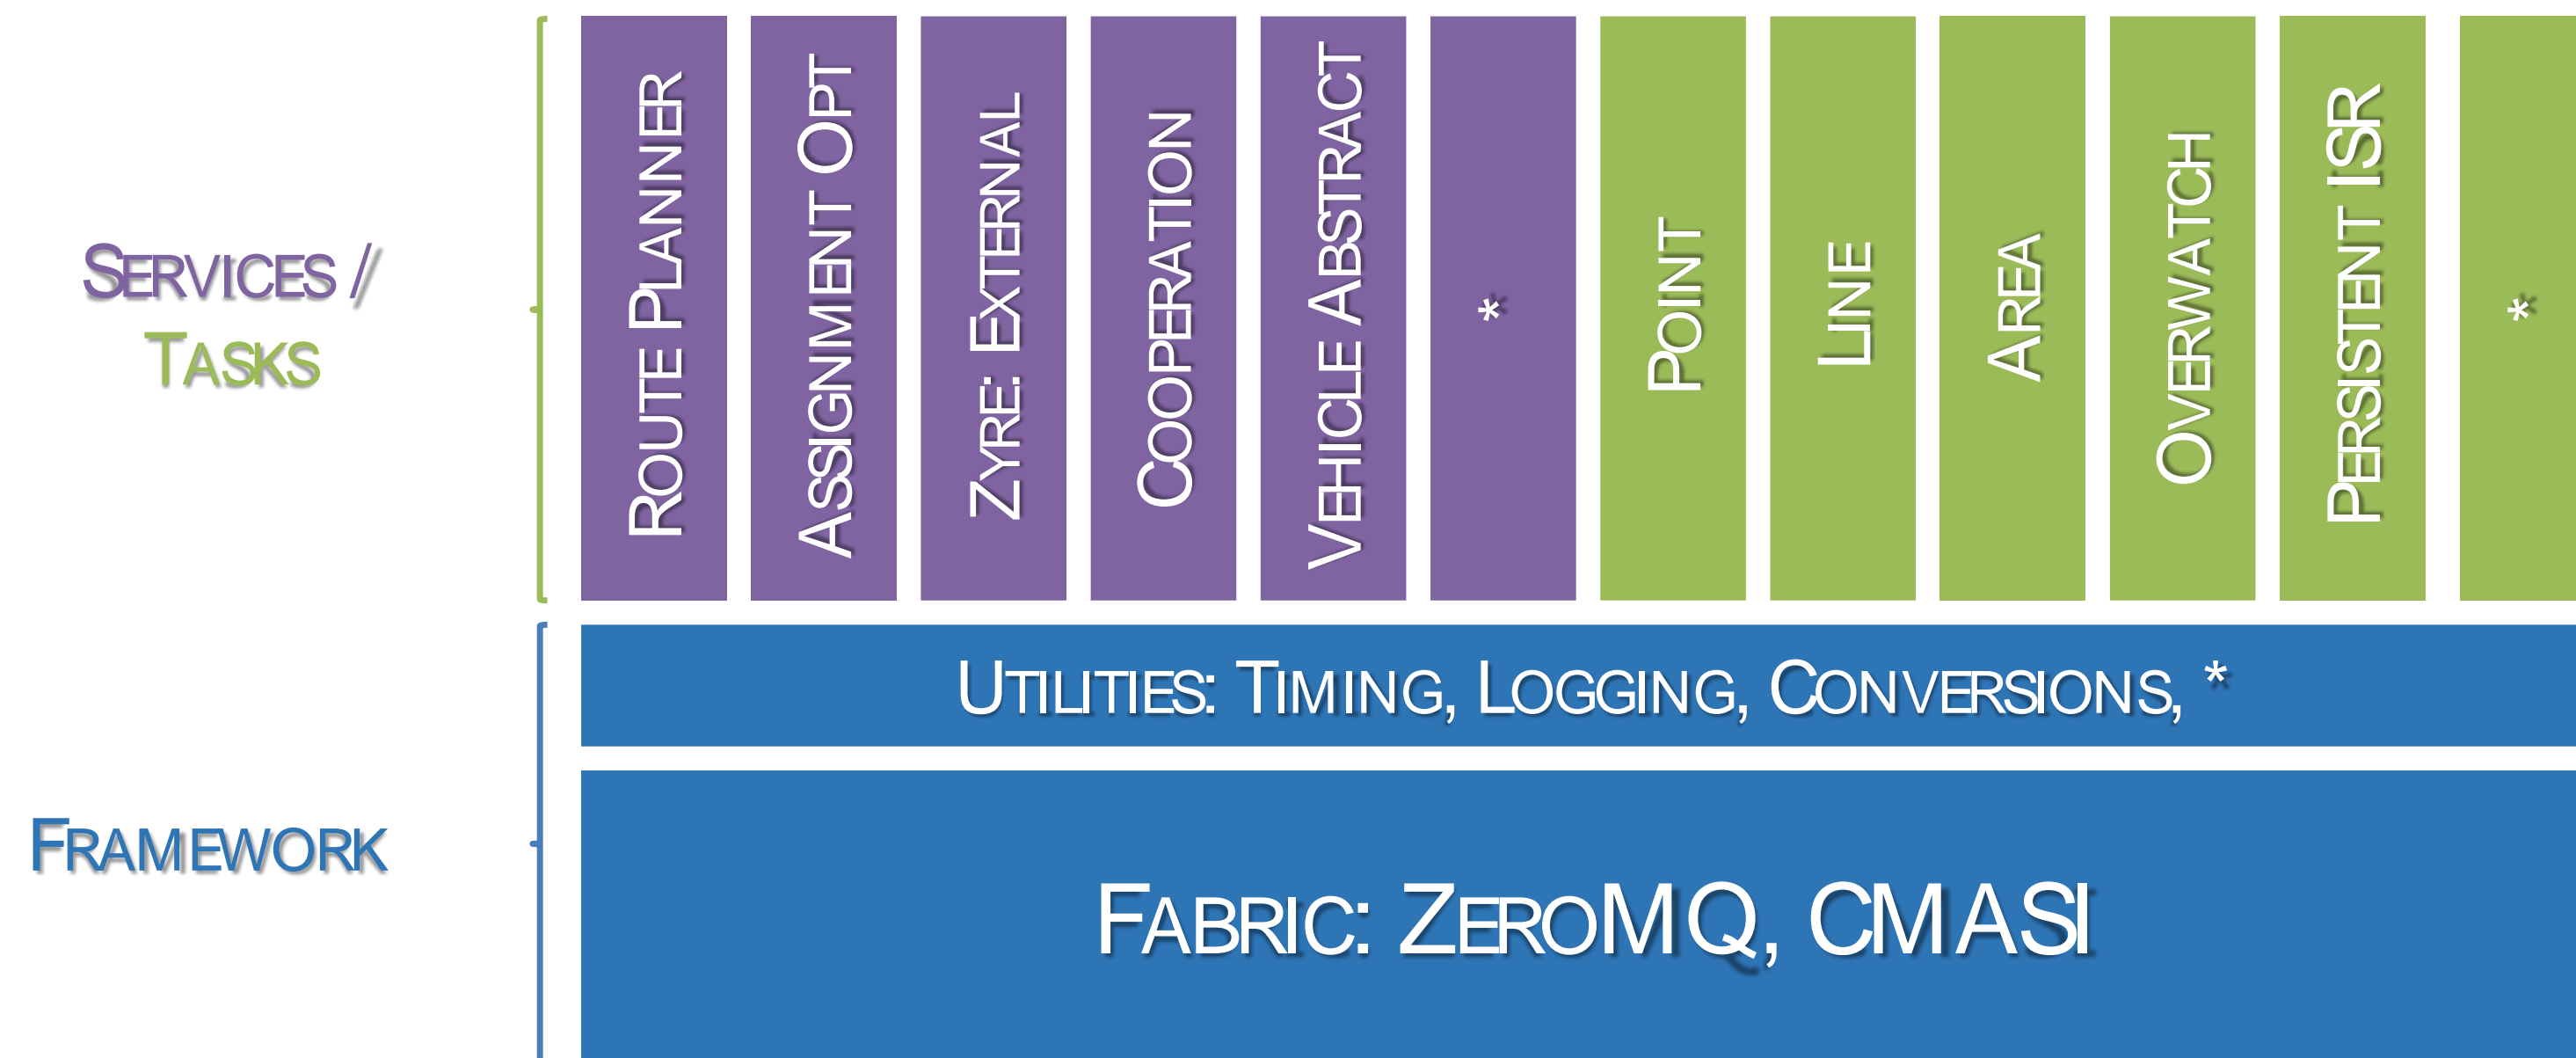 Services /
Tasks
Route Planner
Assignment Opt
Zyre: External
Cooperation
Vehicle Abstract
*
Point
Line
Area
Overwatch
Persistent ISR
*
Utilities: Timing, Logging, Conversions, *
Framework
Fabric: ZeroMQ, CMASI